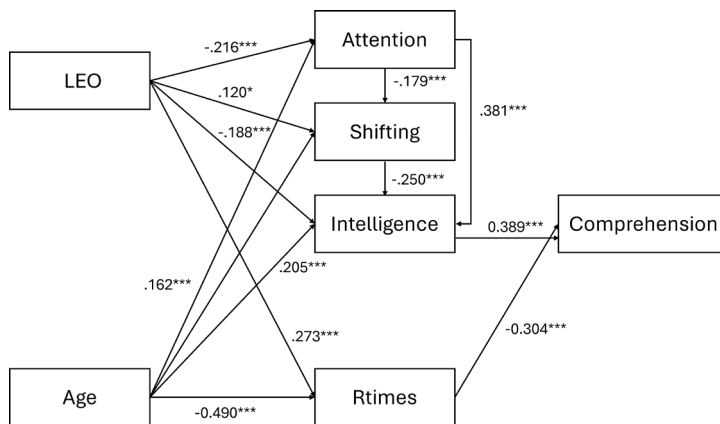 Attention
-.216***
LEO
-.179***
.120*
.381***
Shifting
-.188***
-.250***
Intelligence
0.389***
Comprehension
.205***
.162***
.273***
-0.304***
Age
-0.490***
Rtimes